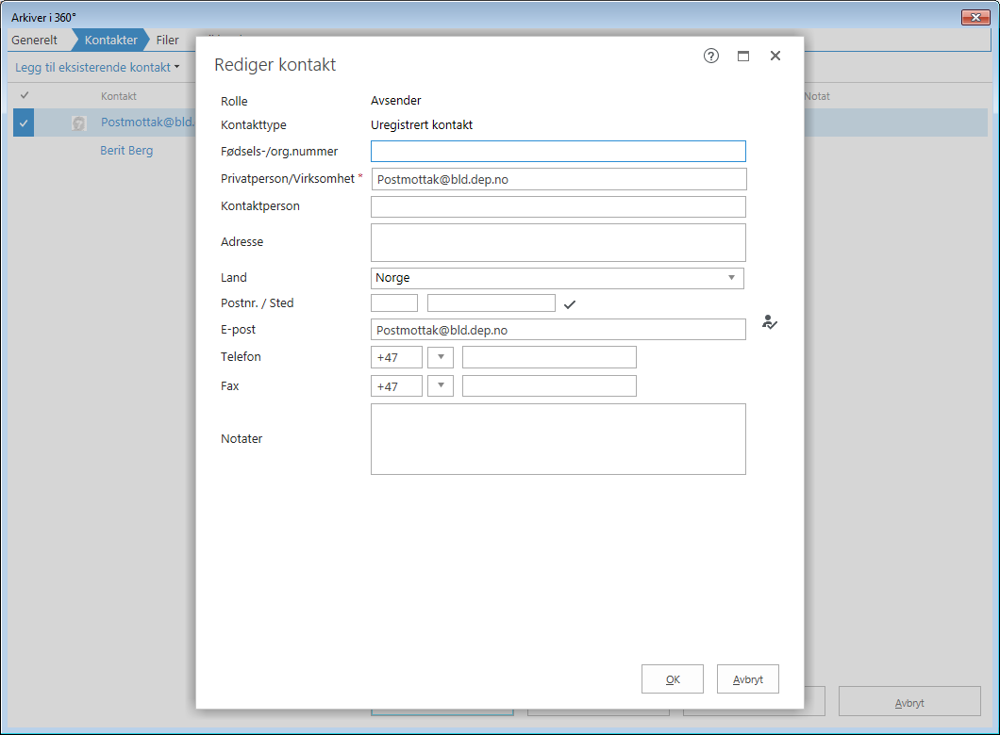 Arkiver i 360°
Generelt Kontakter Filer
Legg til eksisterende kontakt
Kontakt Notat
Postmottak@bld.
Berit Berg
Rediger kontakt
Rolle Avsender
Kontakttype Uregistrert kontakt
Fødsels-/org.nummer
Privatperson/Virksomhet * Postmottak@bld.dep.no
Kontaktperson
Adresse
Land Norge
Postnr. / Sted
E-post Postmottak@bld.dep.no
Telefon +47
Fax +47
Notater
OK Avbryt
Avbryt